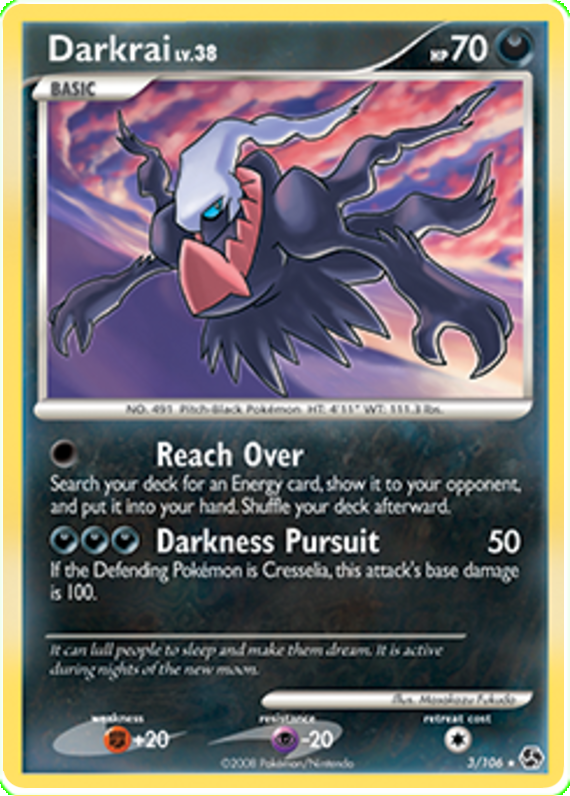 Darkrai LV.38 HP 70
BASIC
NO. 491 Pitch-Black Pokémon HT: 4'11" WT: 111.3 lbs.
Reach Over
Search your deck for an Energy card, show it to your opponent,
and put it into your hand. Shuffle your deck afterward.
Darkness Pursuit 50
If the Defending Pokémon is Cresselia, this attack's base damage
is 100.
It can lull people to sleep and make them dream. It is active
during nights of the new moon.
Illus. Masakazu Fukuda
weakness resistance retreat cost
+20 -20
©2008 Pokémon/Nintendo 3/106 ★